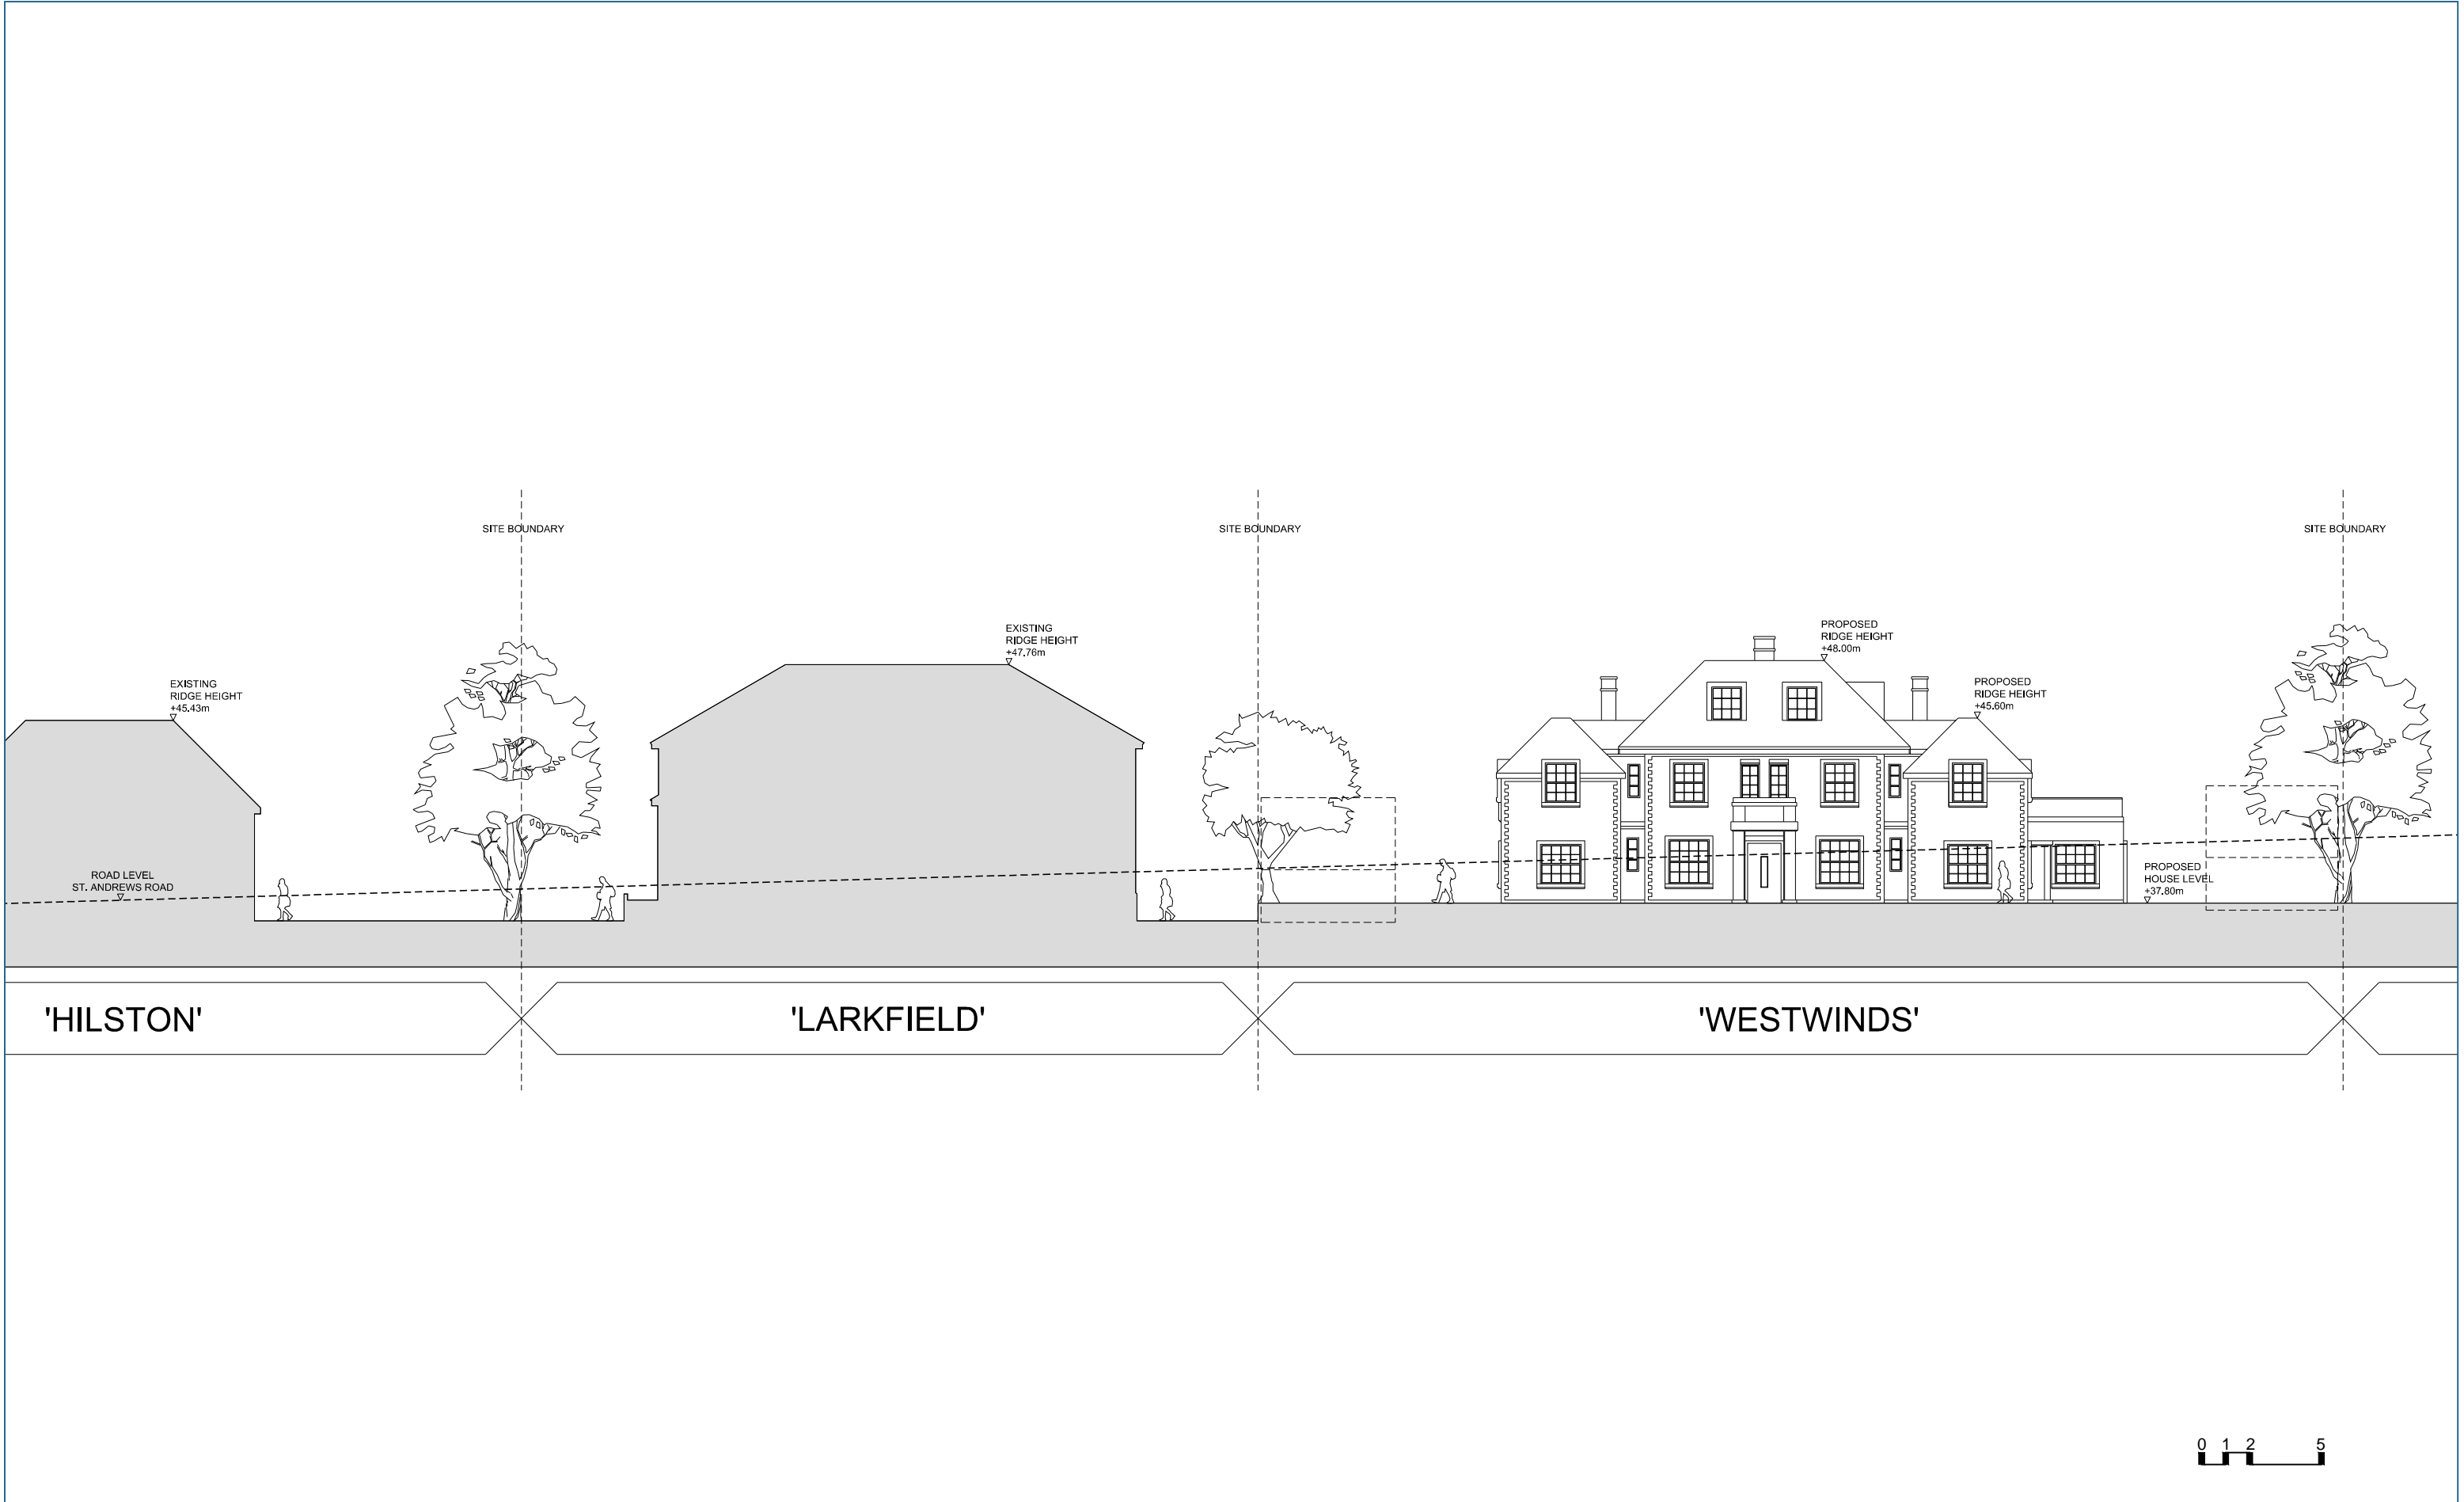 SITE BOUNDARY
SITE BOUNDARY
SITE BOUNDARY
EXISTING
RIDGE HEIGHT
+45.43m
EXISTING
RIDGE HEIGHT
+47.76m
PROPOSED
RIDGE HEIGHT
+48.00m
PROPOSED
RIDGE HEIGHT
+45.60m
ROAD LEVEL
ST. ANDREWS ROAD
PROPOSED
HOUSE LEVEL
+37.80m
'HILSTON'
'LARKFIELD'
'WESTWINDS'
0 1 2 5